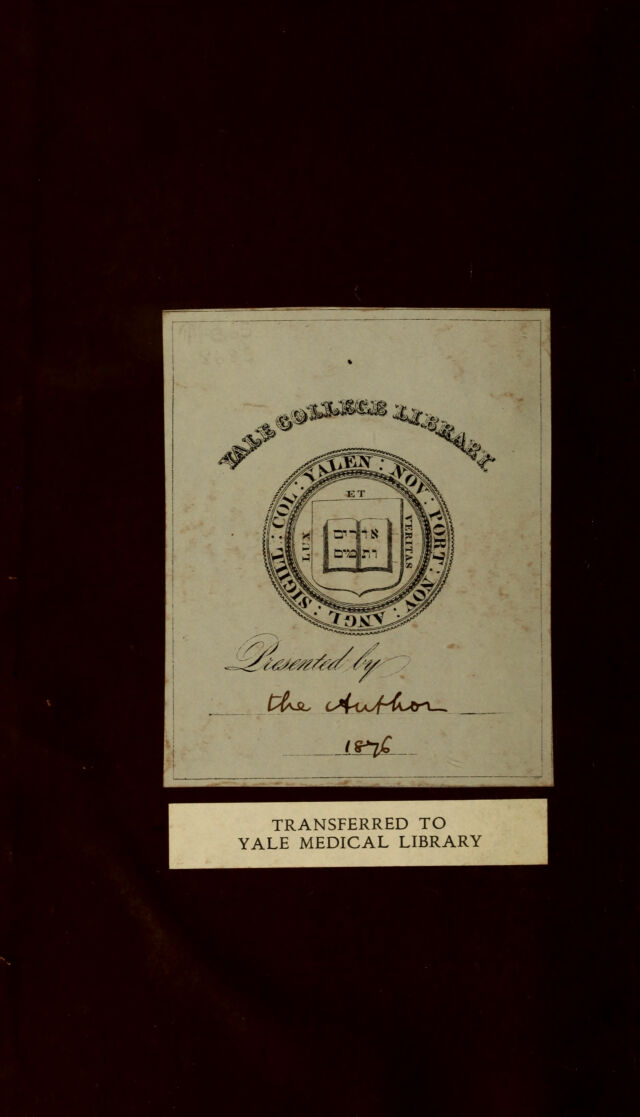 YALE COLLEGE LIBRARY.
SIGILL : COL : YALEN : NOV : PORT : NOV : ANGL :
LUX
ET
VERITAS
אורים
ותמים
Presented by
the Author
1876
TRANSFERRED TO
YALE MEDICAL LIBRARY